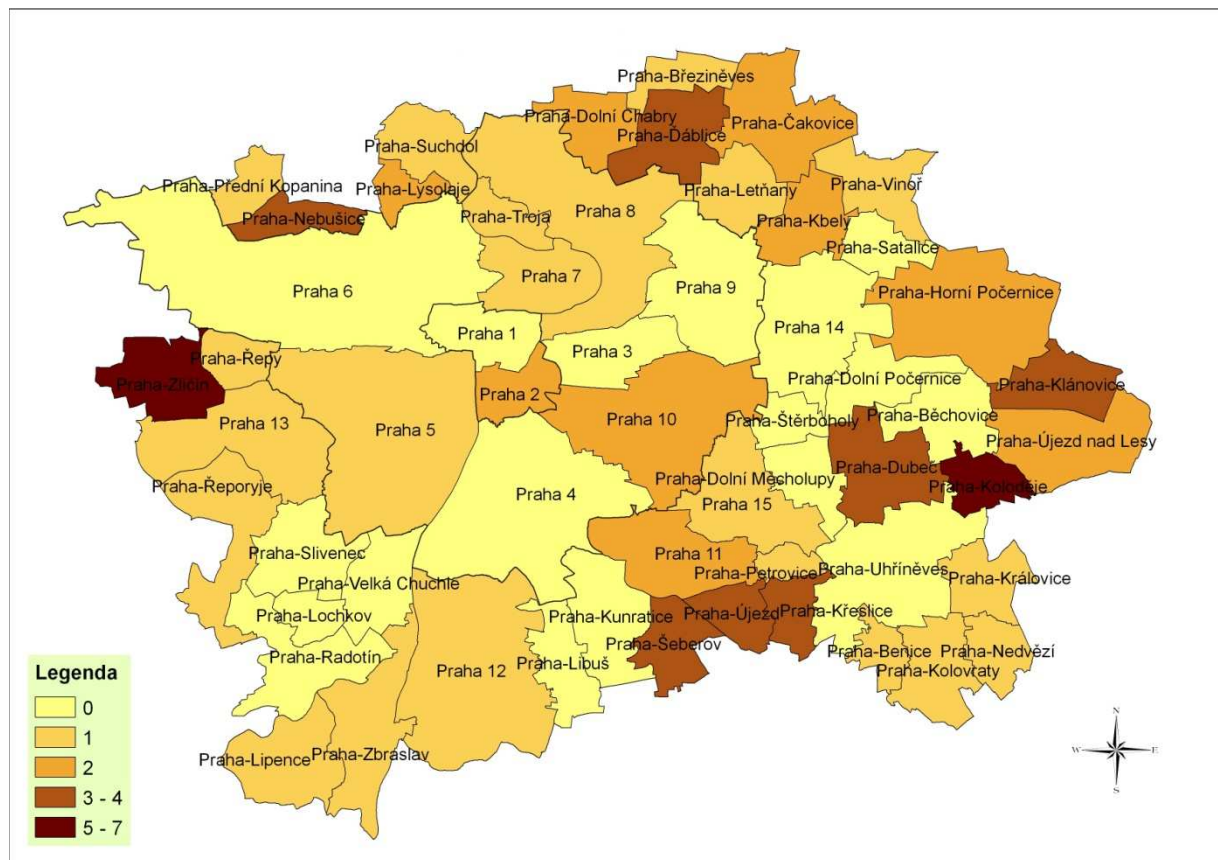 Praha-Březiněves
Praha-Dolní Chabry
Praha-Ďáblice
Praha-Čakovice
Praha-Suchdol
Praha-Přední Kopanina
Praha-Lysolaje
Praha-Letňany
Praha-Vinoř
Praha-Nebušice
Praha-Troja
Praha 8
Praha-Kbely
Praha-Satalice
Praha 7
Praha 6
Praha 9
Praha-Horní Počernice
Praha 1
Praha 14
Praha 3
Praha-Řepy
Praha-Zličín
Praha-Dolní Počernice
Praha-Klánovice
Praha 2
Praha 13
Praha 5
Praha 10
Praha-Štěrboholy
Praha-Běchovice
Praha-Újezd nad Lesy
Praha-Řeporyje
Praha 4
Praha-Dolní Měcholupy
Praha-Dubeč
Praha-Koloděje
Praha 15
Praha-Slivenec
Praha 11
Praha-Velká Chuchle
Praha-Petrovice
Praha-Uhříněves
Praha-Královice
Praha-Lochkov
Praha-Kunratice
Praha-Újezd
Praha-Křeslice
Praha-Šeberov
Praha-Radotín
Praha 12
Praha-Libuš
Praha-Benice
Praha-Nedvězí
Praha-Kolovraty
Praha-Lipence
Praha-Zbraslav
Legenda
0
1
2
3 - 4
5 - 7
N
W
E
S